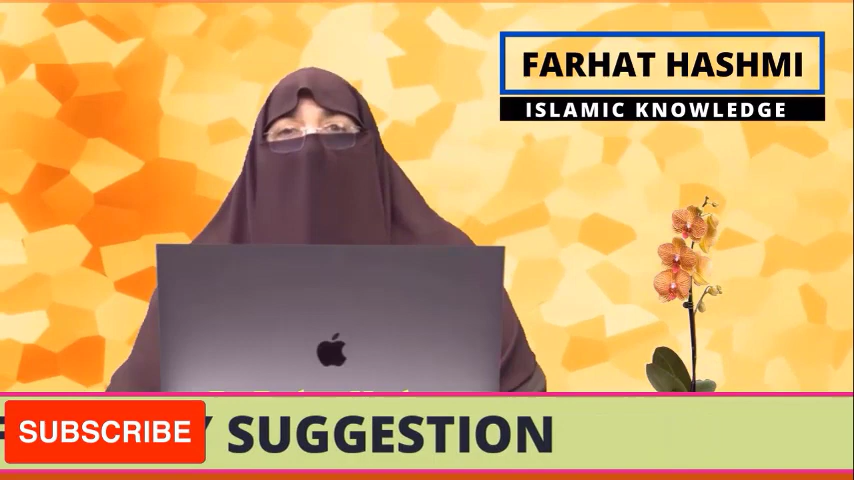 FARHAT HASHMI
ISLAMIC KNOWLEDGE
SUBSCRIBE
SUGGESTION